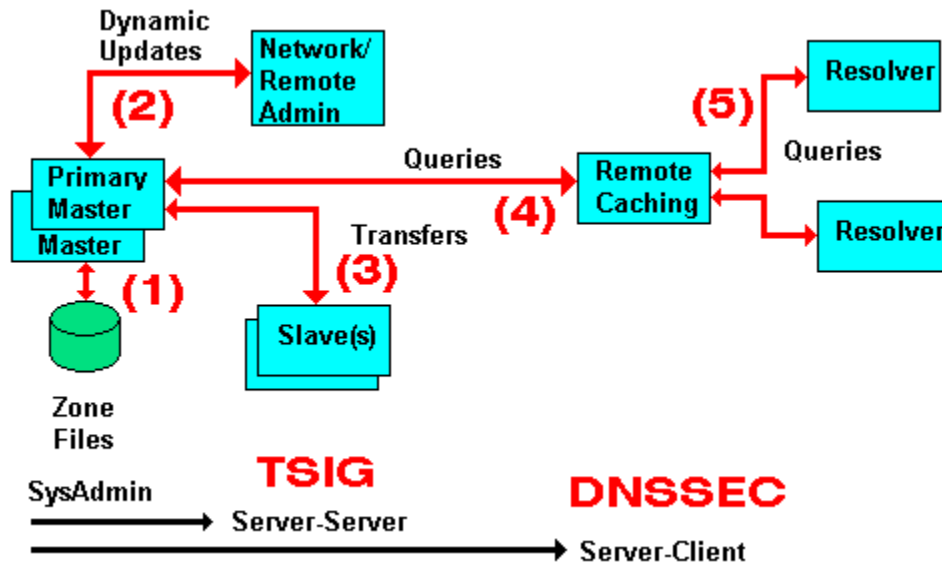 Dynamic
Updates
(2)
Network/
Remote
Admin
(5)
Resolver
Queries
Primary
Master
Master
Queries
(4)
Remote
Caching
Resolver
Transfers
(3)
(1)
Slave(s)
Zone
Files
SysAdmin
TSIG
Server-Server
DNSSEC
Server-Client